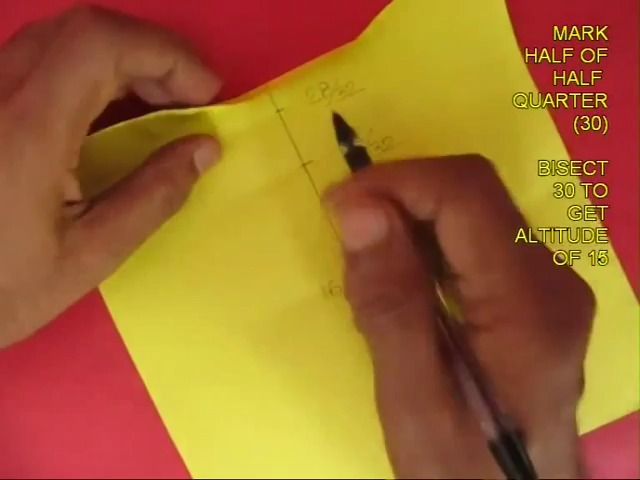 MARK
HALF OF
HALF
QUARTER
(30)
BISECT
30 TO
GET
ALTITUDE
OF 15